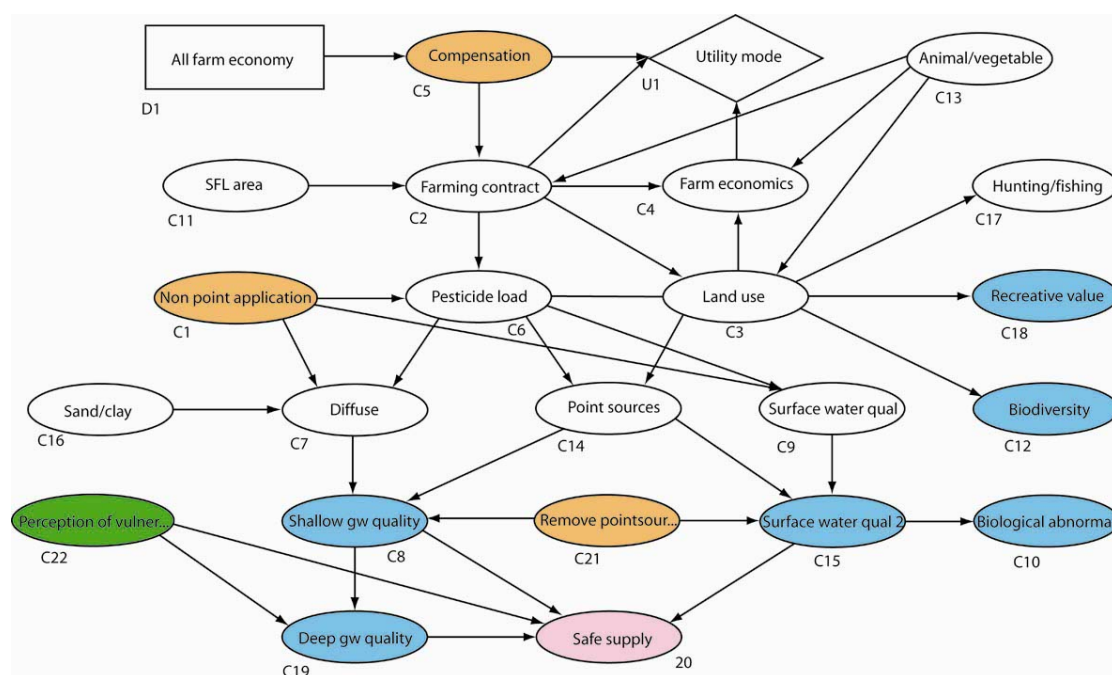 All farm economy
D1
Compensation
C5
Utility mode
U1
Animal/vegetable
C13
SFL area
C11
Farming contract
C2
Farm economics
C4
Hunting/fishing
C17
Non point application
C1
Pesticide load
C6
Land use
C3
Recreative value
C18
Sand/clay
C16
Diffuse
C7
Point sources
C14
Surface water qual
C9
Biodiversity
C12
Perception of vulner...
C22
Shallow gw quality
C8
Remove pointsour...
C21
Surface water qual 2
C15
Biological abnorma
C10
Deep gw quality
C19
Safe supply
20